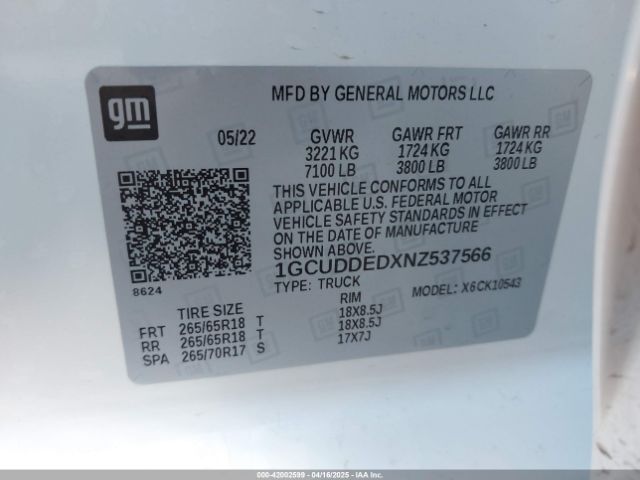 gm
MFD BY GENERAL MOTORS LLC
05/22 GVWR GAWR FRT GAWR RR
3221 KG 1724 KG 1724 KG
7100 LB 3800 LB 3800 LB
THIS VEHICLE CONFORMS TO ALL
APPLICABLE U.S. FEDERAL MOTOR
VEHICLE SAFETY STANDARDS IN EFFECT
ON THE DATE OF MANUFACTURE
SHOWN ABOVE.
1GCUDDEDXNZ537566
8624
TYPE: TRUCK MODEL: X6CK10543
TIRE SIZE RIM
FRT 265/65R18 T 18X8.5J
RR 265/65R18 T 18X8.5J
SPA 265/70R17 S 17X7J
000-42002599 - 04/16/2025 - IAA Inc.